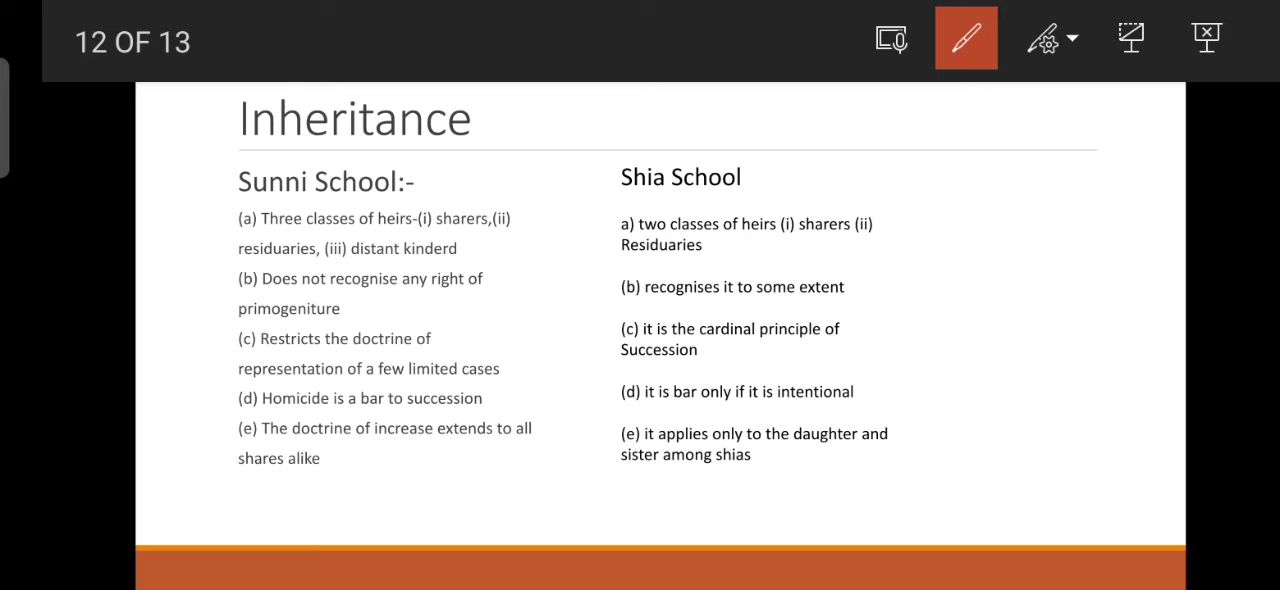 12 OF 13
Inheritance
Sunni School:-
(a) Three classes of heirs-(i) sharers,(ii)
residuaries, (iii) distant kinderd
(b) Does not recognise any right of
primogeniture
(c) Restricts the doctrine of
representation of a few limited cases
(d) Homicide is a bar to succession
(e) The doctrine of increase extends to all
shares alike
Shia School
a) two classes of heirs (i) sharers (ii)
Residuaries
(b) recognises it to some extent
(c) it is the cardinal principle of
Succession
(d) it is bar only if it is intentional
(e) it applies only to the daughter and
sister among shias